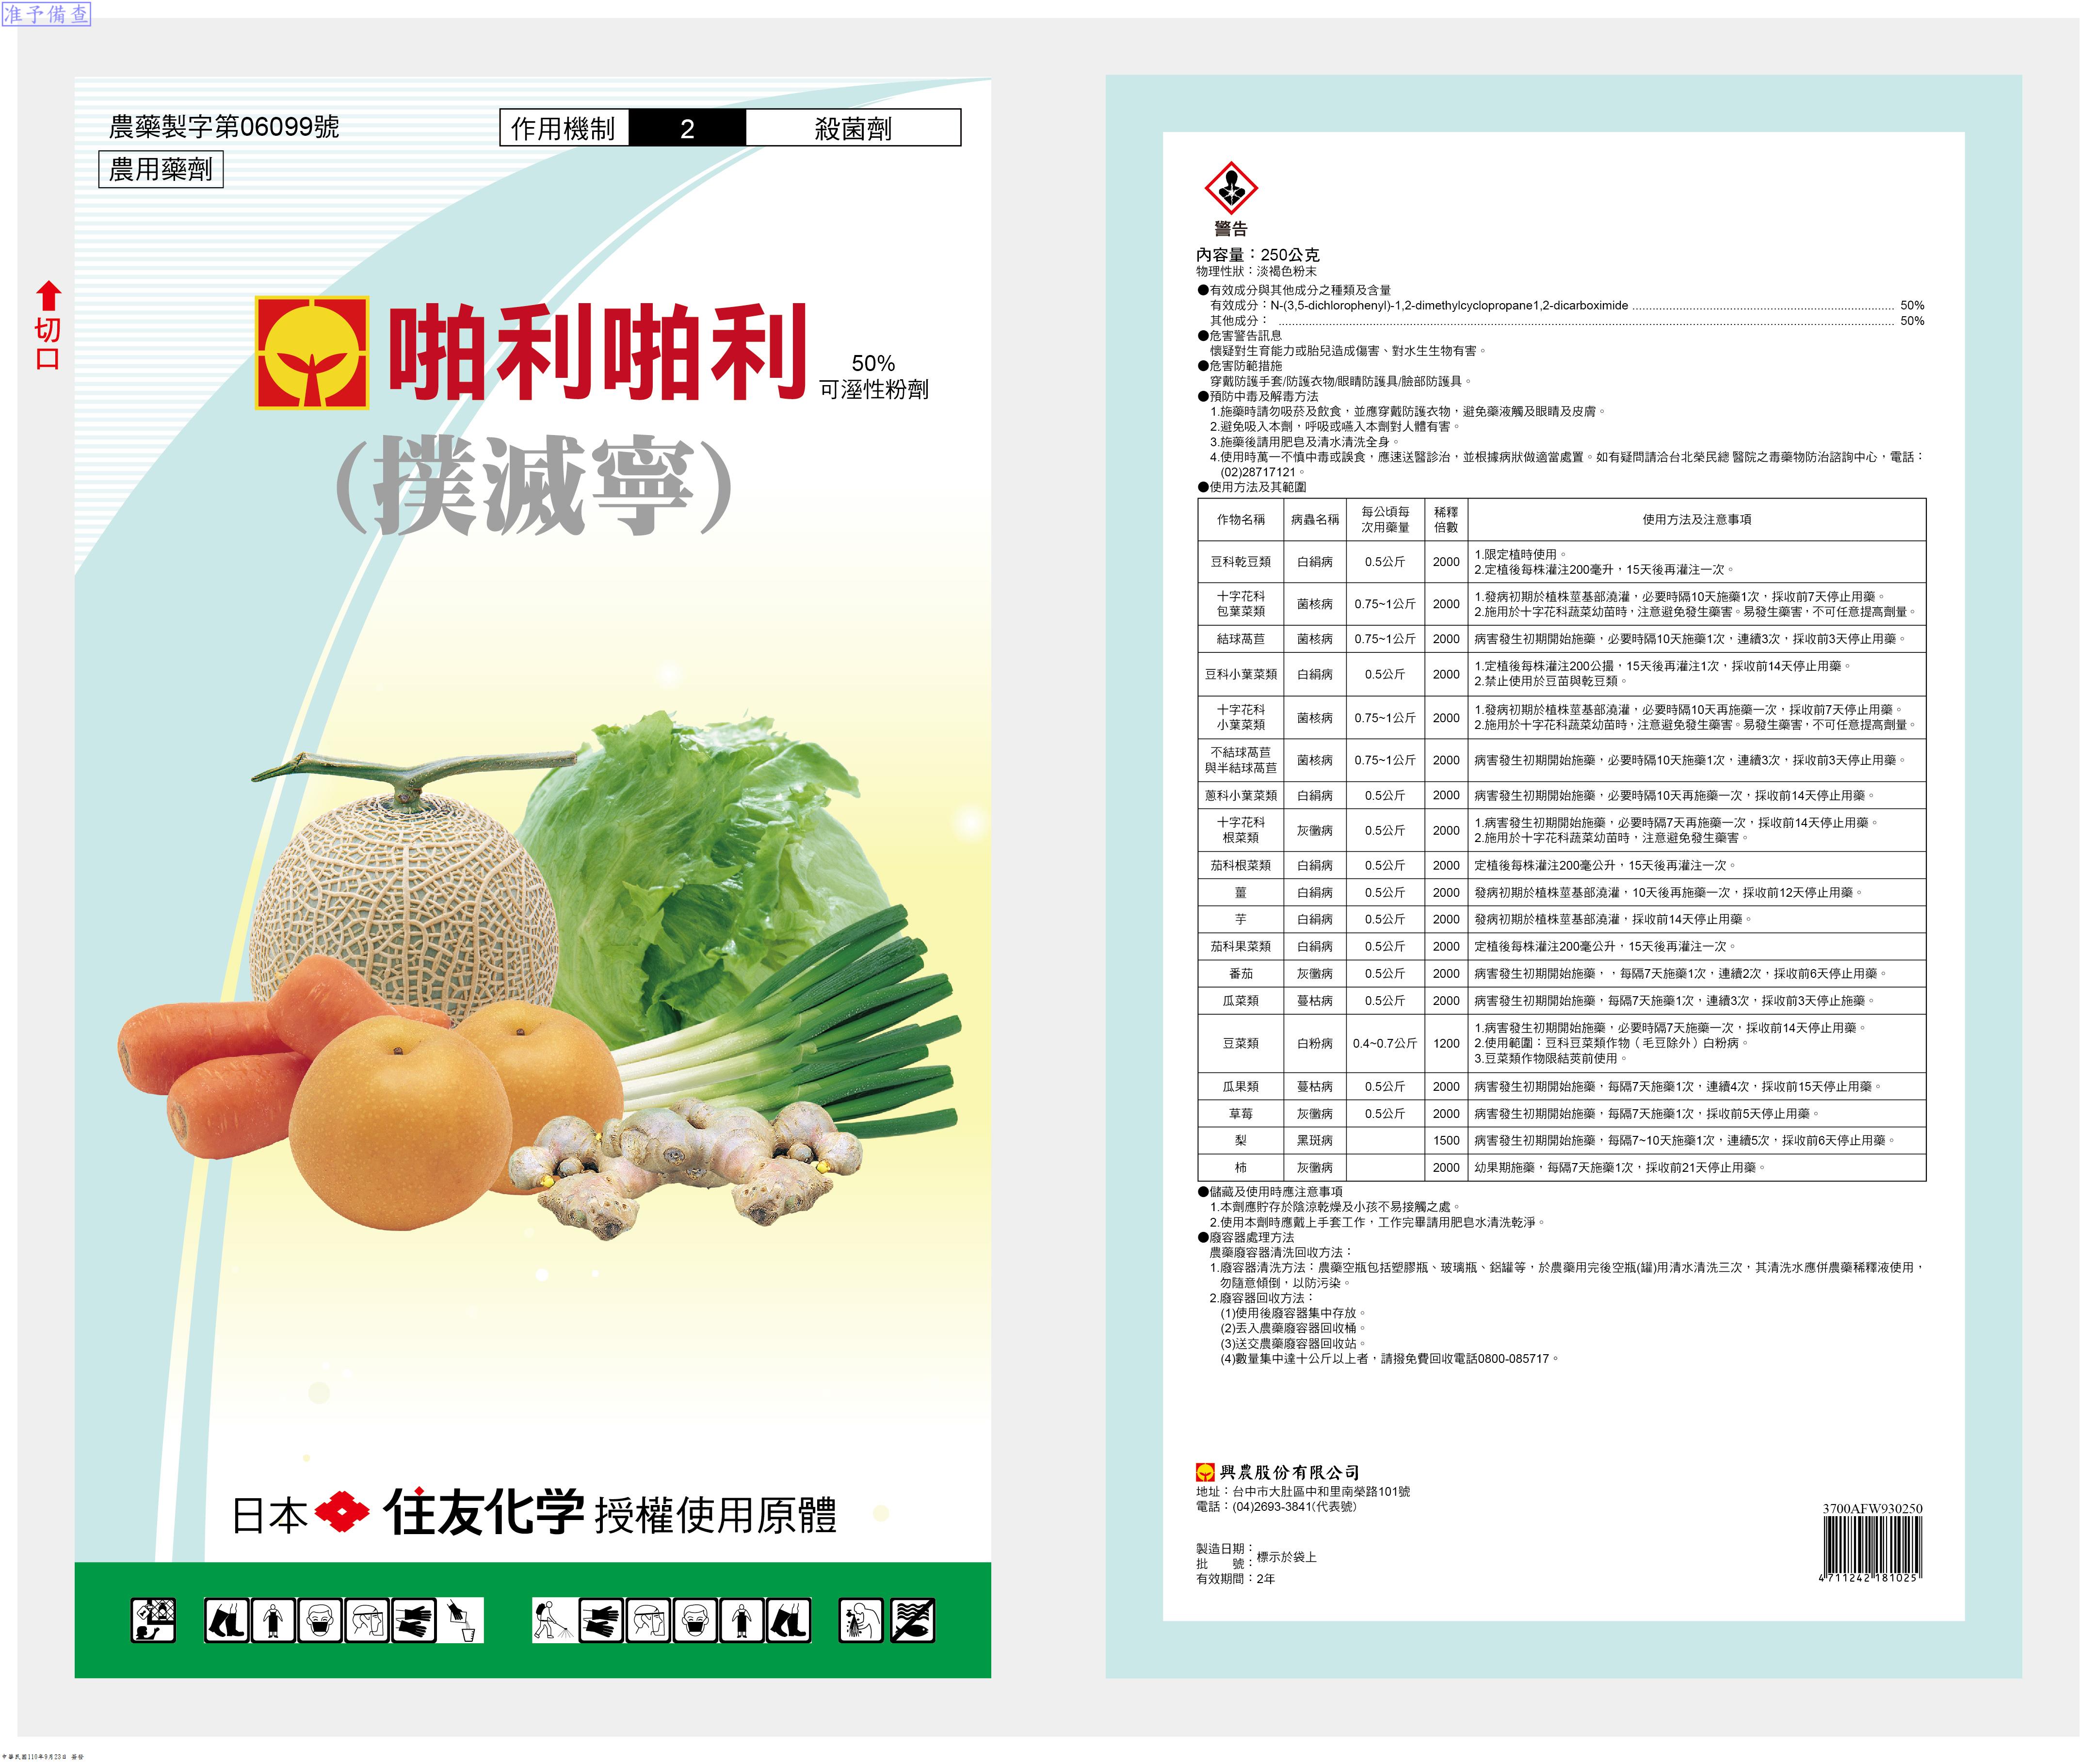 准予備查
農藥製字第06099號
農用藥劑
作用機制 2 殺菌劑
切口
啪利啪利
50%
可溼性粉劑
(撲滅寧)
日本 住友化学 授權使用原體
警告
內容量：250公克
物理性狀：淡褐色粉末
●有效成分與其他成分之種類及含量
有效成分：N-(3,5-dichlorophenyl)-1,2-dimethylcyclopropane1,2-dicarboximide 50%
其他成分： 50%
●危害警告訊息
懷疑對生育能力或胎兒造成傷害、對水生生物有害。
●危害防範措施
穿戴防護手套/防護衣物/眼睛防護具/臉部防護具。
●預防中毒及解毒方法
1.施藥時請勿吸菸及飲食，並應穿戴防護衣物，避免藥液觸及眼睛及皮膚。
2.避免吸入本劑，呼吸或嚥入本劑對人體有害。
3.施藥後請用肥皂及清水清洗全身。
4.使用時萬一不慎中毒或誤食，應速送醫診治，並根據病狀做適當處置。如有疑問請洽台北榮民總 醫院之毒藥物防治諮詢中心，電話：
(02)28717121。
●使用方法及其範圍
作物名稱 病蟲名稱 每公頃每次用藥量 稀釋倍數 使用方法及注意事項
豆科乾豆類 白絹病 0.5公斤 2000 1.限定植時使用。
2.定植後每株灌注200毫升，15天後再灌注一次。
十字花科包葉菜類 菌核病 0.75~1公斤 2000 1.發病初期於植株莖基部澆灌，必要時隔10天施藥1次，採收前7天停止用藥。
2.施用於十字花科蔬菜幼苗時，注意避免發生藥害。易發生藥害，不可任意提高劑量。
結球萵苣 菌核病 0.75~1公斤 2000 病害發生初期開始施藥，必要時隔10天施藥1次，連續3次，採收前3天停止用藥。
豆科小葉菜類 白絹病 0.5公斤 2000 1.定植後每株灌注200公撮，15天後再灌注1次，採收前14天停止用藥。
2.禁止使用於豆苗與乾豆類。
十字花科小葉菜類 菌核病 0.75~1公斤 2000 1.發病初期於植株莖基部澆灌，必要時隔10天再施藥一次，採收前7天停止用藥。
2.施用於十字花科蔬菜幼苗時，注意避免發生藥害。易發生藥害，不可任意提高劑量。
不結球萵苣與半結球萵苣 菌核病 0.75~1公斤 2000 病害發生初期開始施藥，必要時隔10天施藥1次，連續3次，採收前3天停止用藥。
蔥科小葉菜類 白絹病 0.5公斤 2000 病害發生初期開始施藥，必要時隔10天再施藥一次，採收前14天停止用藥。
十字花科根菜類 灰黴病 0.5公斤 2000 1.病害發生初期開始施藥，必要時隔7天再施藥一次，採收前14天停止用藥。
2.施用於十字花科蔬菜幼苗時，注意避免發生藥害。
茄科根菜類 白絹病 0.5公斤 2000 定植後每株灌注200毫公升，15天後再灌注一次。
薑 白絹病 0.5公斤 2000 發病初期於植株莖基部澆灌，10天後再施藥一次，採收前12天停止用藥。
芋 白絹病 0.5公斤 2000 發病初期於植株莖基部澆灌，採收前14天停止用藥。
茄科果菜類 白絹病 0.5公斤 2000 定植後每株灌注200毫公升，15天後再灌注一次。
番茄 灰黴病 0.5公斤 2000 病害發生初期開始施藥，，每隔7天施藥1次，連續2次，採收前6天停止用藥。
瓜菜類 蔓枯病 0.5公斤 2000 病害發生初期開始施藥，每隔7天施藥1次，連續3次，採收前3天停止施藥。
豆菜類 白粉病 0.4~0.7公斤 1200 1.病害發生初期開始施藥，必要時隔7天施藥一次，採收前14天停止用藥。
2.使用範圍：豆科豆菜類作物（毛豆除外）白粉病。
3.豆菜類作物限結莢前使用。
瓜果類 蔓枯病 0.5公斤 2000 病害發生初期開始施藥，每隔7天施藥1次，連續4次，採收前15天停止用藥。
草莓 灰黴病 0.5公斤 2000 病害發生初期開始施藥，每隔7天施藥1次，採收前5天停止用藥。
梨 黑斑病 1500 病害發生初期開始施藥，每隔7~10天施藥1次，連續5次，採收前6天停止用藥。
柿 灰黴病 2000 幼果期施藥，每隔7天施藥1次，採收前21天停止用藥。
●儲藏及使用時應注意事項
1.本劑應貯存於陰涼乾燥及小孩不易接觸之處。
2.使用本劑時應戴上手套工作，工作完畢請用肥皂水清洗乾淨。
●廢容器處理方法
農藥廢容器清洗回收方法：
1.廢容器清洗方法：農藥空瓶包括塑膠瓶、玻璃瓶、鋁罐等，於農藥用完後空瓶(罐)用清水清洗三次，其清洗水應併農藥稀釋液使用，
勿隨意傾倒，以防污染。
2.廢容器回收方法：
(1)使用後廢容器集中存放。
(2)丟入農藥廢容器回收桶。
(3)送交農藥廢容器回收站。
(4)數量集中達十公斤以上者，請撥免費回收電話0800-085717。
興農股份有限公司
地址：台中市大肚區中和里南榮路101號
電話：(04)2693-3841(代表號)
製造日期：
批　　號：標示於袋上
有效期間：2年
3700AFW930250
4 711242 181025
中華民國110年9月23日 簽發